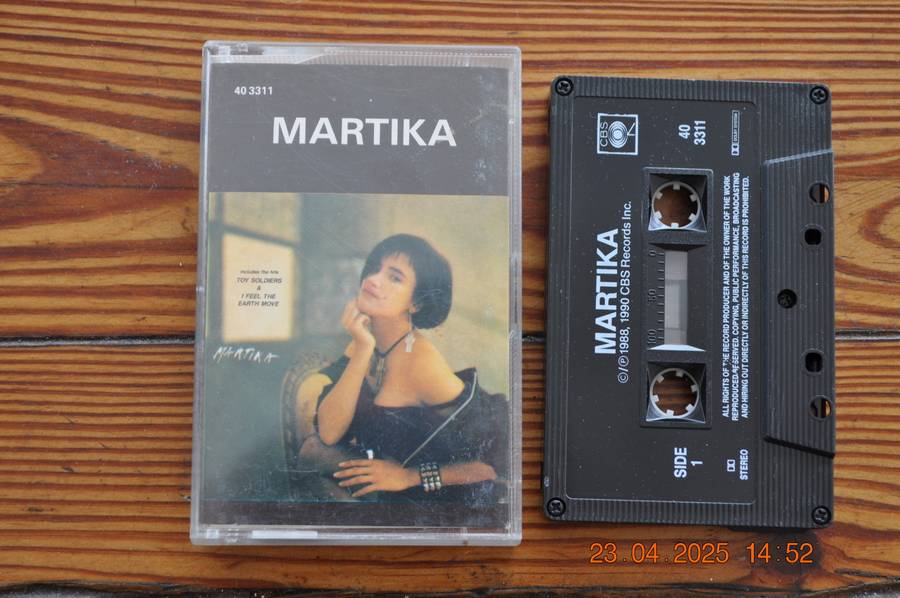 40 3311
MARTIKA
Includes The hits
TOY SOLDIERS
&
I FEEL THE
EARTH MOVE
MARTIKA
CBS
40
3311
DOLBY SYSTEM
MARTIKA
©/℗1988, 1990 CBS Records Inc.
0
50
100
ALL RIGHTS OF THE RECORD PRODUCER AND OF THE OWNER OF THE WORK
REPRODUCED RESERVED. COPYING, PUBLIC PERFORMANCE, BROADCASTING
AND HIRING OUT DIRECTLY OR INDIRECTLY OF THIS RECORD IS PROHIBITED.
SIDE
1
STEREO
23.04.2025 14:52